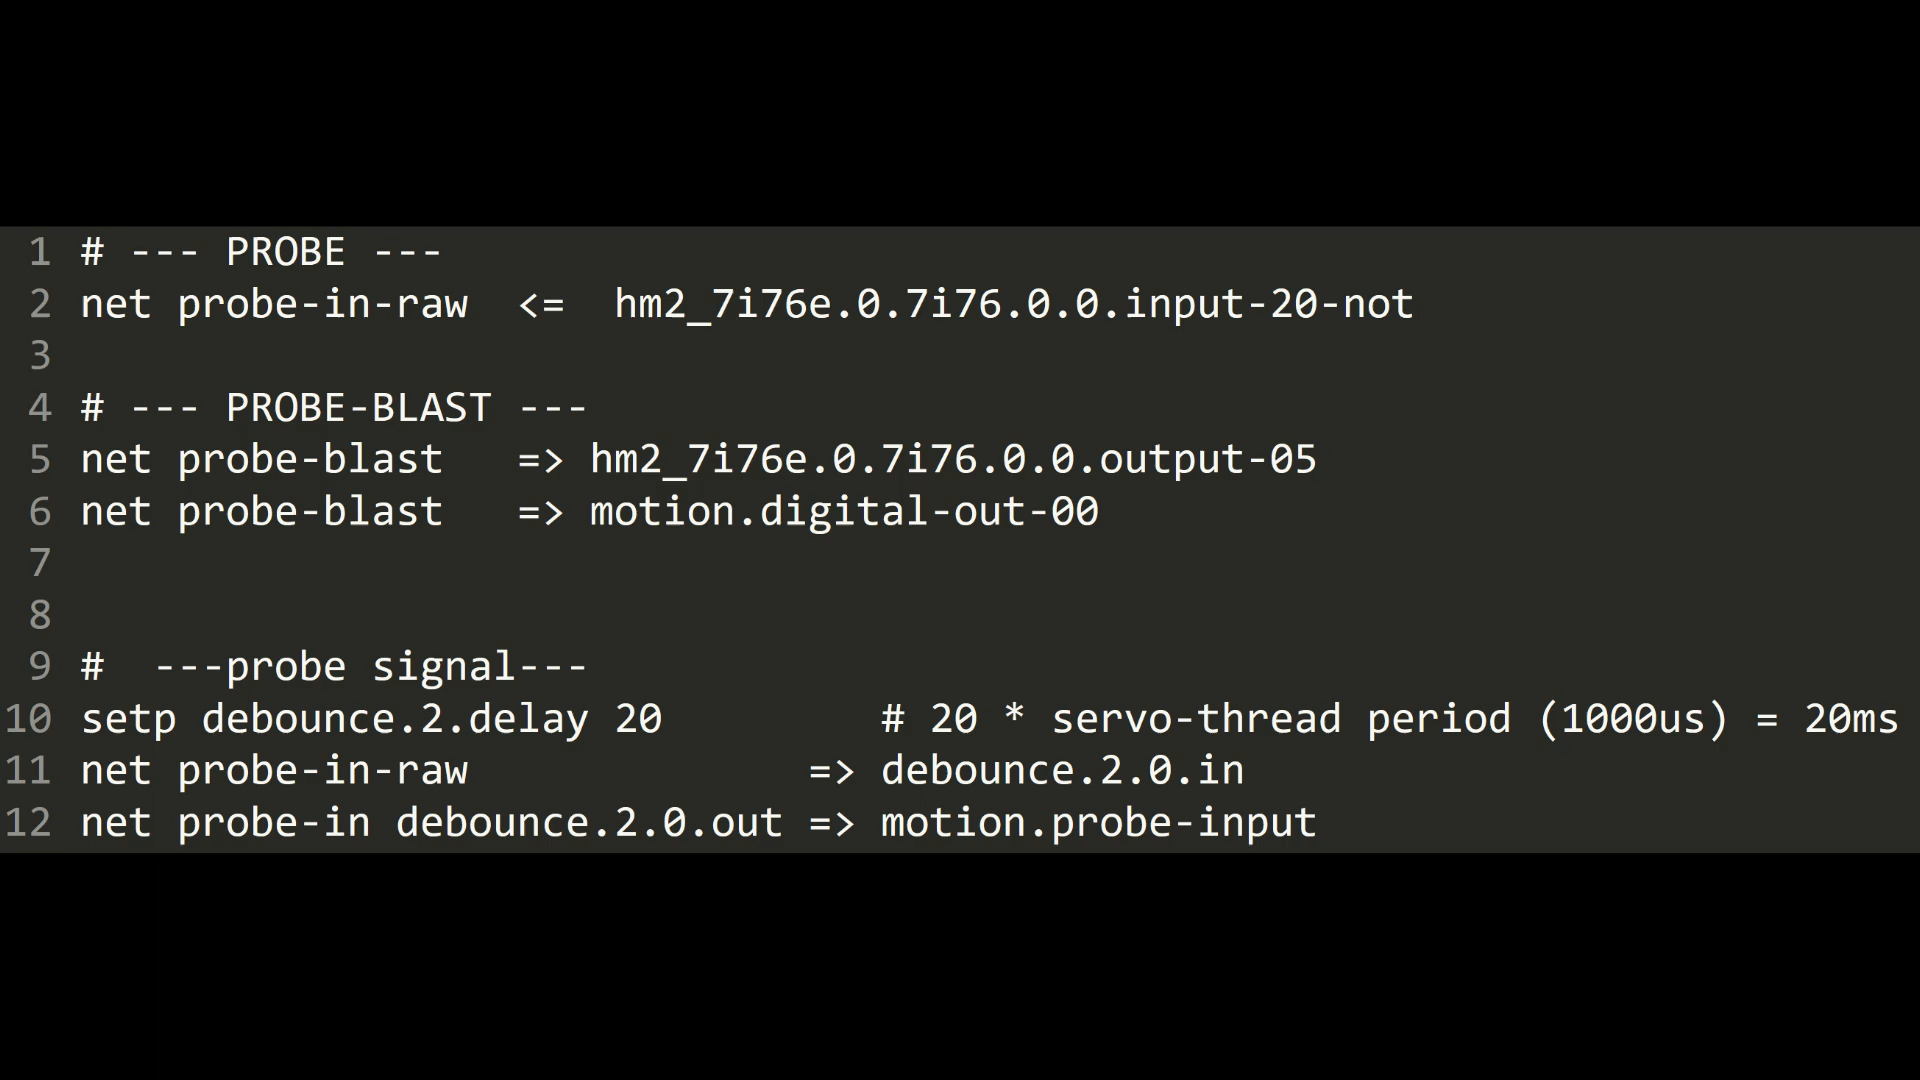 1 # --- PROBE ---
2 net probe-in-raw  <=  hm2_7i76e.0.7i76.0.0.input-20-not
3
4 # --- PROBE-BLAST ---
5 net probe-blast   => hm2_7i76e.0.7i76.0.0.output-05
6 net probe-blast   => motion.digital-out-00
7
8
9 #  ---probe signal---
10 setp debounce.2.delay 20         # 20 * servo-thread period (1000us) = 20ms
11 net probe-in-raw              => debounce.2.0.in
12 net probe-in debounce.2.0.out => motion.probe-input